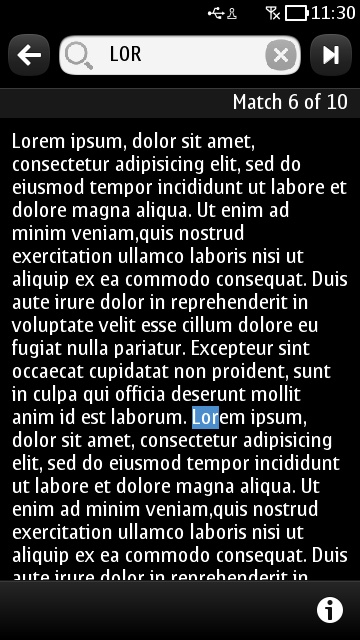 11:30
LOR
Match 6 of 10
Lorem ipsum, dolor sit amet,
consectetur adipisicing elit, sed do
eiusmod tempor incididunt ut labore et
dolore magna aliqua. Ut enim ad
minim veniam,quis nostrud
exercitation ullamco laboris nisi ut
aliquip ex ea commodo consequat. Duis
aute irure dolor in reprehenderit in
voluptate velit esse cillum dolore eu
fugiat nulla pariatur. Excepteur sint
occaecat cupidatat non proident, sunt
in culpa qui officia deserunt mollit
anim id est laborum. Lorem ipsum,
dolor sit amet, consectetur adipisicing
elit, sed do eiusmod tempor incididunt
ut labore et dolore magna aliqua. Ut
enim ad minim veniam,quis nostrud
exercitation ullamco laboris nisi ut
aliquip ex ea commodo consequat. Duis
aute irure dolor in reprehenderit in